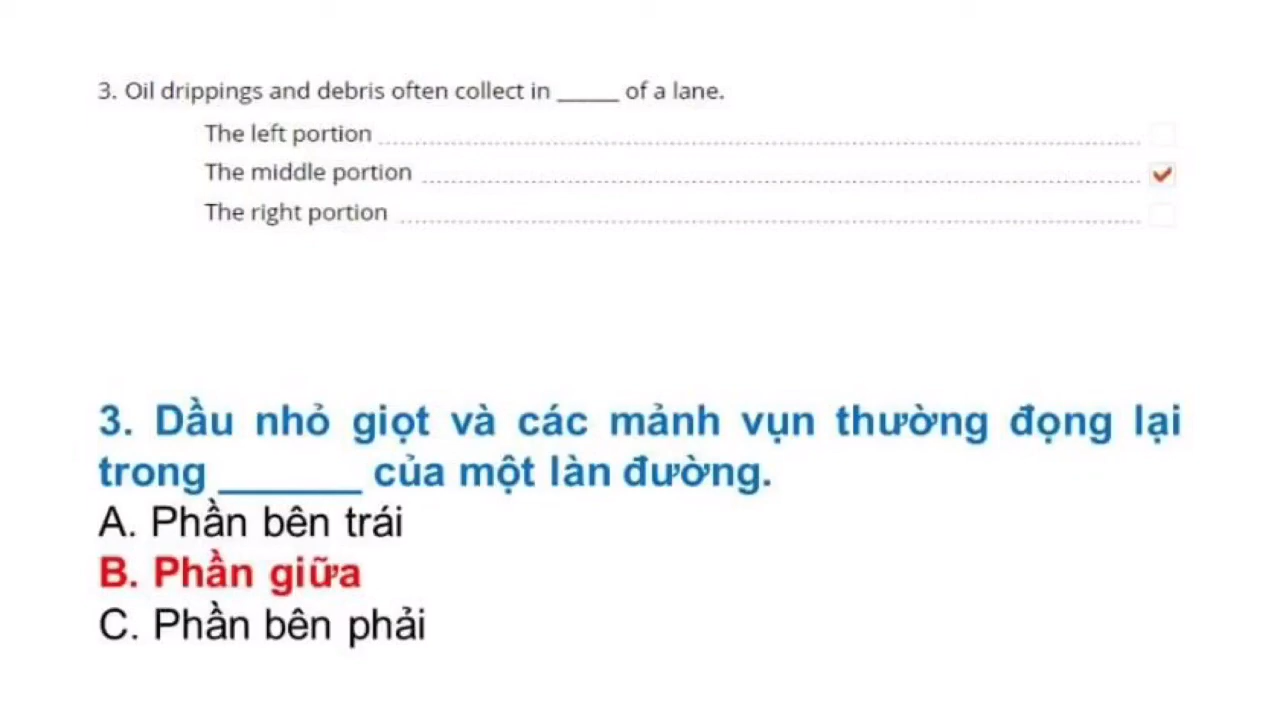 3. Oil drippings and debris often collect in _____ of a lane.
The left portion
The middle portion
The right portion
3. Dầu nhỏ giọt và các mảnh vụn thường đọng lại
trong ______ của một làn đường.
A. Phần bên trái
B. Phần giữa
C. Phần bên phải